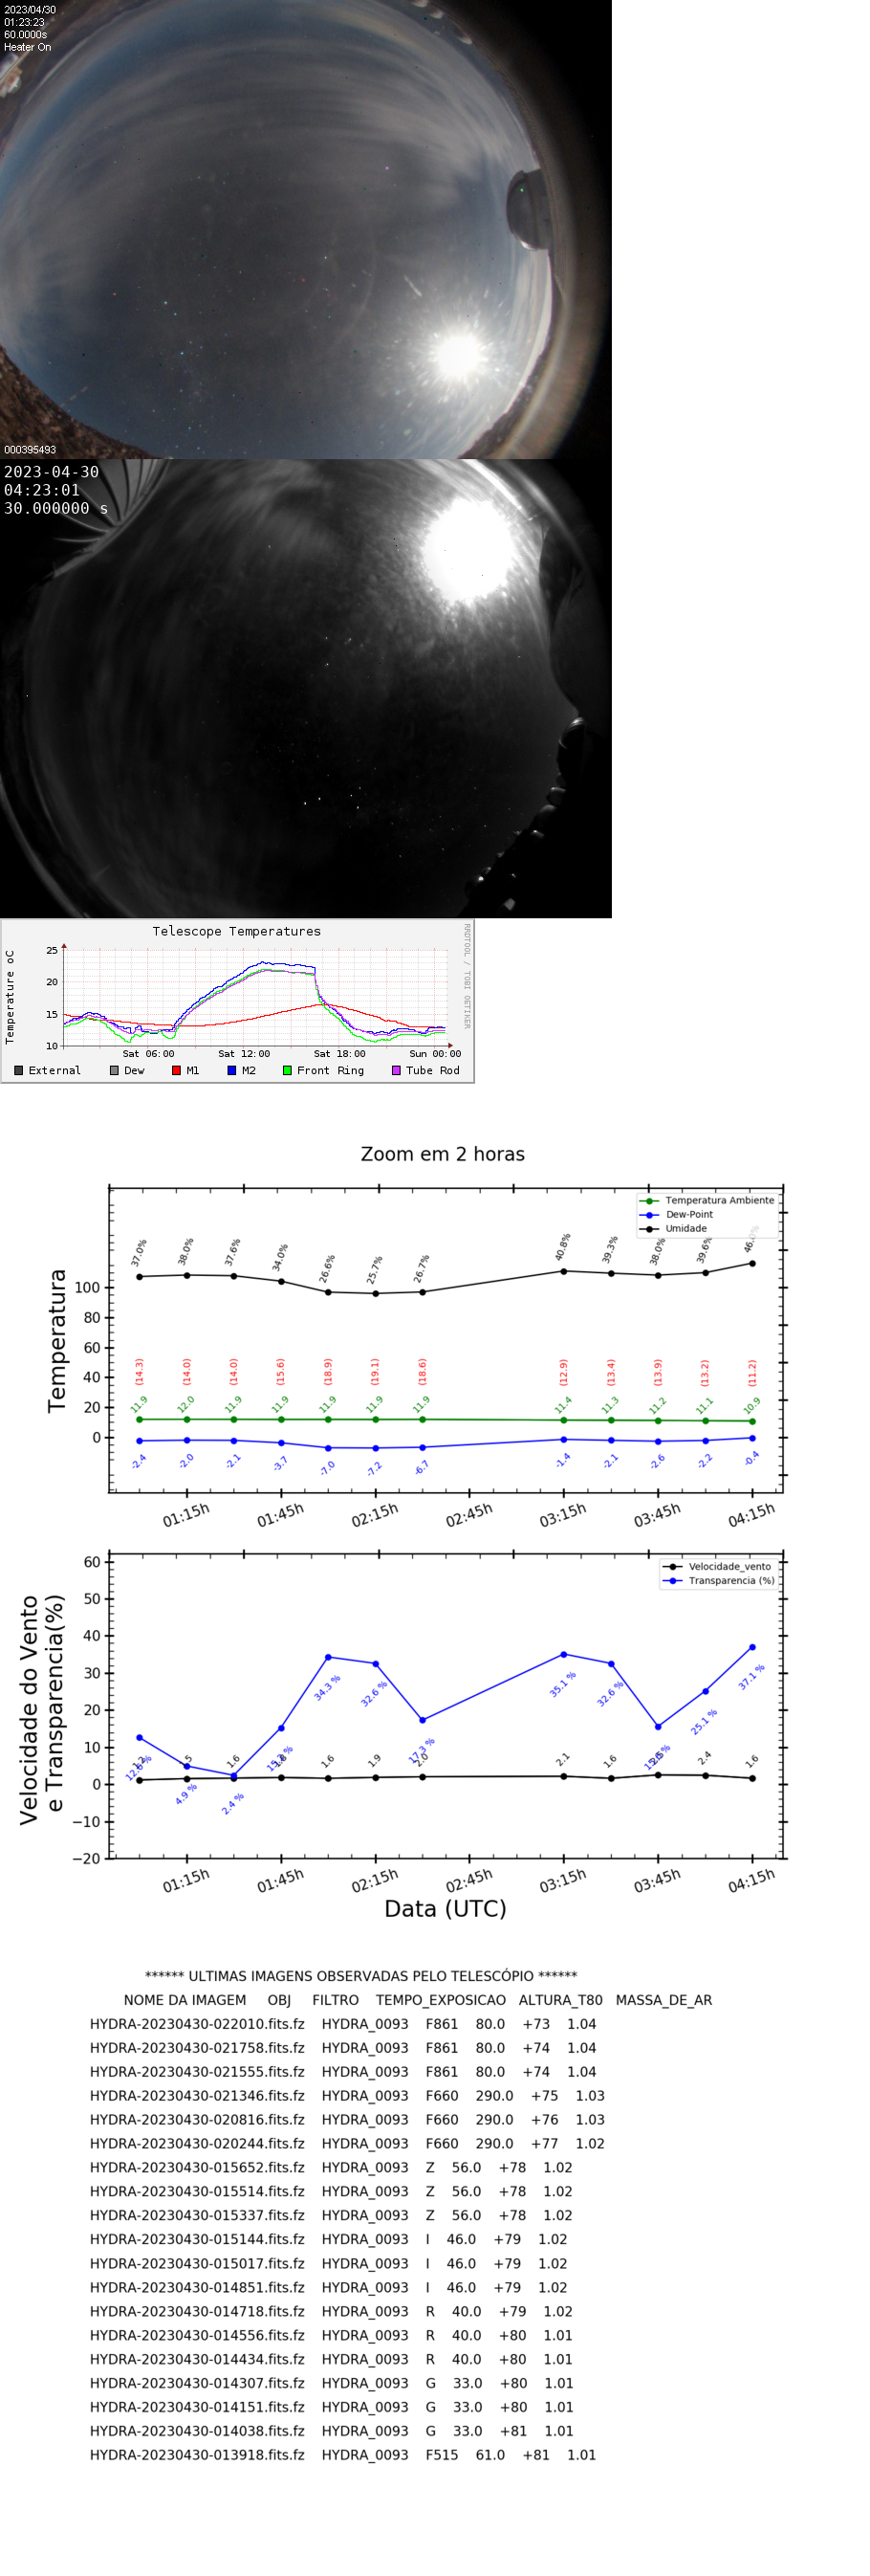 2023/04/30
01:23:23
60.0000s
Heater On
000395493
2023-04-30
04:23:01
30.000000 s
Telescope Temperatures
RRDTOOL / TOBI OETIKER
Temperature oC
25
20
15
10
Sat 06:00 Sat 12:00 Sat 18:00 Sun 00:00
External Dew M1 M2 Front Ring Tube Rod
Zoom em 2 horas
Temperatura Ambiente
Dew-Point
Umidade
Temperatura
100
80
60
40
20
0
37.0% 38.0% 37.6% 34.0% 26.6% 25.7% 26.7% 40.8% 39.3% 38.0% 39.6%
(14.3) (14.0) (14.0) (15.6) (18.9) (19.1) (18.6) (12.9) (13.4) (13.9) (13.2) (11.2)
11.9 12.0 11.9 11.9 11.9 11.9 11.9 11.4 11.3 11.2 11.1 10.9
-2.4 -2.0 -2.1 -3.7 -7.0 -7.2 -6.7 -1.4 -2.1 -2.6 -2.2 -0.4
01:15h 01:45h 02:15h 02:45h 03:15h 03:45h 04:15h
Velocidade_vento
Transparencia (%)
Velocidade do Vento
e Transparencia(%)
60
50
40
30
20
10
0
−10
−20
34.3 % 32.6 % 17.3 % 35.1 % 32.6 % 25.1 % 37.1 %
1.6 1.6 1.9 2.0 2.1 1.6 2.4 1.6
4.9 % 2.4 %
01:15h 01:45h 02:15h 02:45h 03:15h 03:45h 04:15h
Data (UTC)
****** ULTIMAS IMAGENS OBSERVADAS PELO TELESCÓPIO ******
NOME DA IMAGEM OBJ FILTRO TEMPO_EXPOSICAO ALTURA_T80 MASSA_DE_AR
HYDRA-20230430-022010.fits.fz HYDRA_0093 F861 80.0 +73 1.04
HYDRA-20230430-021758.fits.fz HYDRA_0093 F861 80.0 +74 1.04
HYDRA-20230430-021555.fits.fz HYDRA_0093 F861 80.0 +74 1.04
HYDRA-20230430-021346.fits.fz HYDRA_0093 F660 290.0 +75 1.03
HYDRA-20230430-020816.fits.fz HYDRA_0093 F660 290.0 +76 1.03
HYDRA-20230430-020244.fits.fz HYDRA_0093 F660 290.0 +77 1.02
HYDRA-20230430-015652.fits.fz HYDRA_0093 Z 56.0 +78 1.02
HYDRA-20230430-015514.fits.fz HYDRA_0093 Z 56.0 +78 1.02
HYDRA-20230430-015337.fits.fz HYDRA_0093 Z 56.0 +78 1.02
HYDRA-20230430-015144.fits.fz HYDRA_0093 I 46.0 +79 1.02
HYDRA-20230430-015017.fits.fz HYDRA_0093 I 46.0 +79 1.02
HYDRA-20230430-014851.fits.fz HYDRA_0093 I 46.0 +79 1.02
HYDRA-20230430-014718.fits.fz HYDRA_0093 R 40.0 +79 1.02
HYDRA-20230430-014556.fits.fz HYDRA_0093 R 40.0 +80 1.01
HYDRA-20230430-014434.fits.fz HYDRA_0093 R 40.0 +80 1.01
HYDRA-20230430-014307.fits.fz HYDRA_0093 G 33.0 +80 1.01
HYDRA-20230430-014151.fits.fz HYDRA_0093 G 33.0 +80 1.01
HYDRA-20230430-014038.fits.fz HYDRA_0093 G 33.0 +81 1.01
HYDRA-20230430-013918.fits.fz HYDRA_0093 F515 61.0 +81 1.01